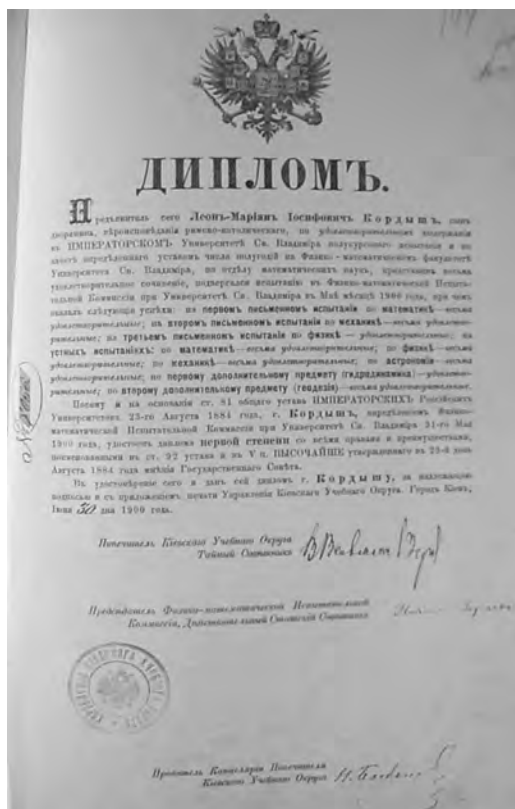 ДИПЛОМЪ.
Предъявитель сего Леонъ-Маріанъ Іосифовичъ Кордышъ, сынъ
дворянина, вѣроисповѣданія римско-католическаго, по удовлетворительномъ выдержаніи
въ ИМПЕРАТОРСКОМЪ Университетѣ Св. Владиміра полукурсоваго испытанія и по
зачетѣ опредѣленнаго уставомъ числа полугодій на Физико-математическомъ факультетѣ
Университета Св. Владиміра, по отдѣлу математическихъ наукъ, представилъ весьма
удовлетворительное сочиненіе, подвергался испытанію въ Физико-математической Испыта-
тельной Коммиссіи при Университетѣ Св. Владиміра въ Маѣ мѣсяцѣ 1900 года, при чемъ
оказалъ слѣдующіе успѣхи: на первомъ письменномъ испытаніи по математикѣ—весьма
удовлетворительные; на второмъ письменномъ испытаніи по механикѣ—весьма удовлетво-
рительные; на третьемъ письменномъ испытаніи по физикѣ—весьма удовлетворительные; на
устныхъ испытаніяхъ: по математикѣ—весьма удовлетворительные; по физикѣ—весьма
удовлетворительные; по механикѣ—весьма удовлетворительные; по астрономіи—весьма
удовлетворительные; по первому дополнительному предмету (гидродинамика)—удовлетво-
рительные; по второму дополнительному предмету (геодезія)—весьма удовлетворительные.
Посему и на основаніи ст. 81 общаго устава ИМПЕРАТОРСКИХЪ Россійскихъ
Университетовъ 23-го Августа 1884 года, г. Кордышъ, опредѣленіемъ Физико-
математической Испытательной Коммиссіи при Университетѣ Св. Владиміра 31-го Мая
1900 года, удостоенъ диплома первой степени со всѣми правами и преимуществами,
поименованными въ ст. 92 устава и въ V п. ВЫСОЧАЙШЕ утвержденнаго въ 23-й день
Августа 1884 года мнѣнія Государственнаго Совѣта.
Въ удостовѣреніе сего и данъ сей дипломъ г. Кордышу, за надлежащею
подписью и съ приложеніемъ печати Управленія Кіевскаго Учебнаго Округа. Городъ Кіевъ,
Іюня 30 дня 1900 года.
Попечитель Кіевскаго Учебнаго Округа
Тайный Совѣтникъ
Предсѣдатель Физико-математической Испытательной
Коммиссіи, Дѣйствительный Статскій Совѣтникъ
Правитель Канцеляріи Попечителя
Кіевскаго Учебнаго Округа